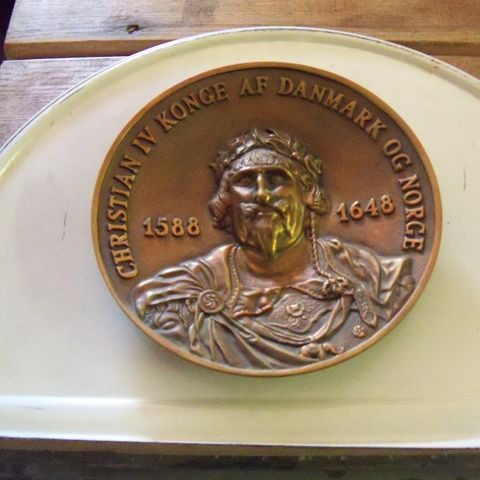 CHRISTIAN IV KONGE AF DANMARK OG NORGE
1588 1648